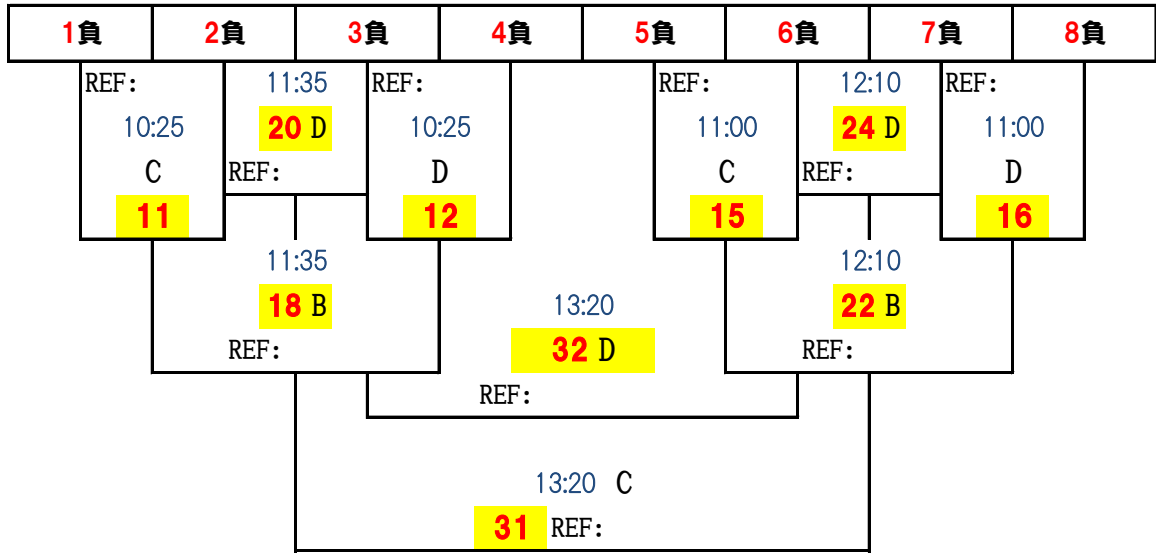 1負 2負 3負 4負 5負 6負 7負 8負
REF: 11:35 REF: REF: 12:10 REF:
10:25 20 D 10:25 11:00 24 D 11:00
C REF: D C REF: D
11 12 15 16
11:35 12:10
18 B 13:20 22 B
REF: 32 D REF:
REF:
13:20 C
31 REF: